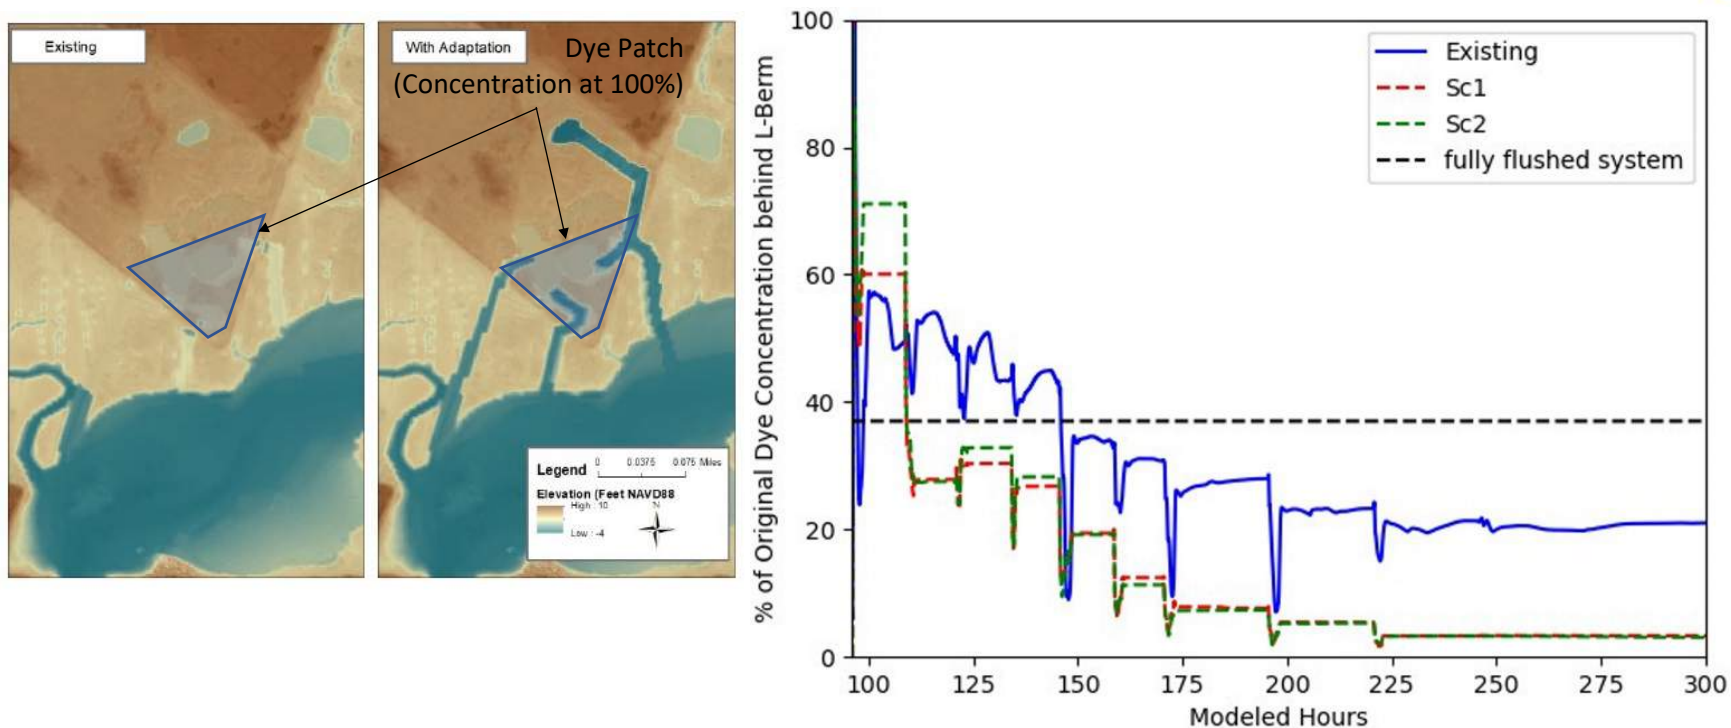 Existing
With Adaptation
Dye Patch
(Concentration at 100%)
Legend
0 0.0375 0.075 Miles
Elevation (Feet NAVD88
High : 10
Low : -4
N
% of Original Dye Concentration behind L-Berm
100
80
60
40
20
0
Existing
Sc1
Sc2
fully flushed system
100 125 150 175 200 225 250 275 300
Modeled Hours